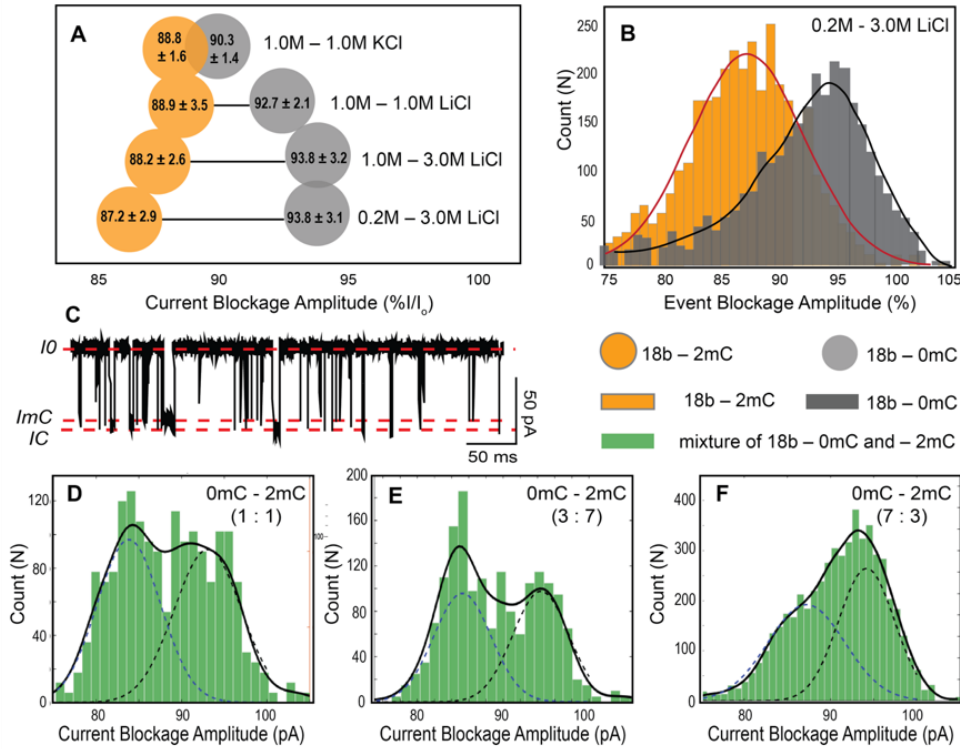 A
88.8
± 1.6
90.3
± 1.4
1.0M – 1.0M KCl
88.9 ± 3.5
92.7 ± 2.1
1.0M – 1.0M LiCl
88.2 ± 2.6
93.8 ± 3.2
1.0M – 3.0M LiCl
87.2 ± 2.9
93.8 ± 3.1
0.2M – 3.0M LiCl
85 90 95 100
Current Blockage Amplitude (%I/Io)
B
0.2M - 3.0M LiCl
Count (N)
250
200
150
100
50
0
75 80 85 90 95 100 105
Event Blockage Amplitude (%)
C
I0
ImC
IC
50 pA
50 ms
18b – 2mC
18b – 0mC
18b – 2mC
18b – 0mC
mixture of 18b – 0mC and – 2mC
D
0mC - 2mC
(1 : 1)
Count (N)
120
80
40
0
100
80 90 100
Current Blockage Amplitude (pA)
E
0mC - 2mC
(3 : 7)
Count (N)
200
160
120
80
40
0
80 90 100
Current Blockage Amplitude (pA)
F
0mC - 2mC
(7 : 3)
Count (N)
400
300
200
100
0
80 90 100
Current Blockage Amplitude (pA)